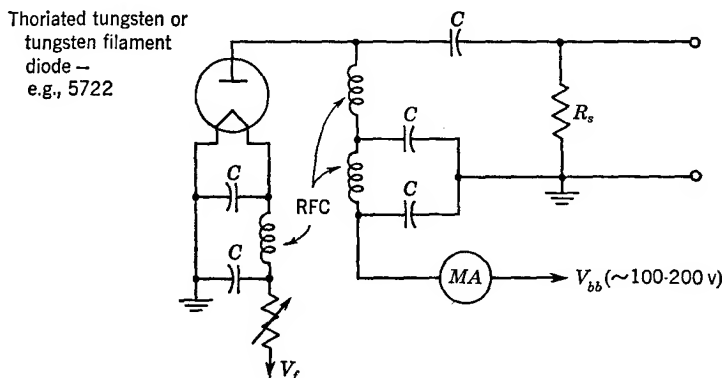 Thoriated tungsten or
tungsten filament
diode –
e.g., 5722
C
C
C
R_s
C
RFC
C
MA
V_bb (~100-200 v)
V_f